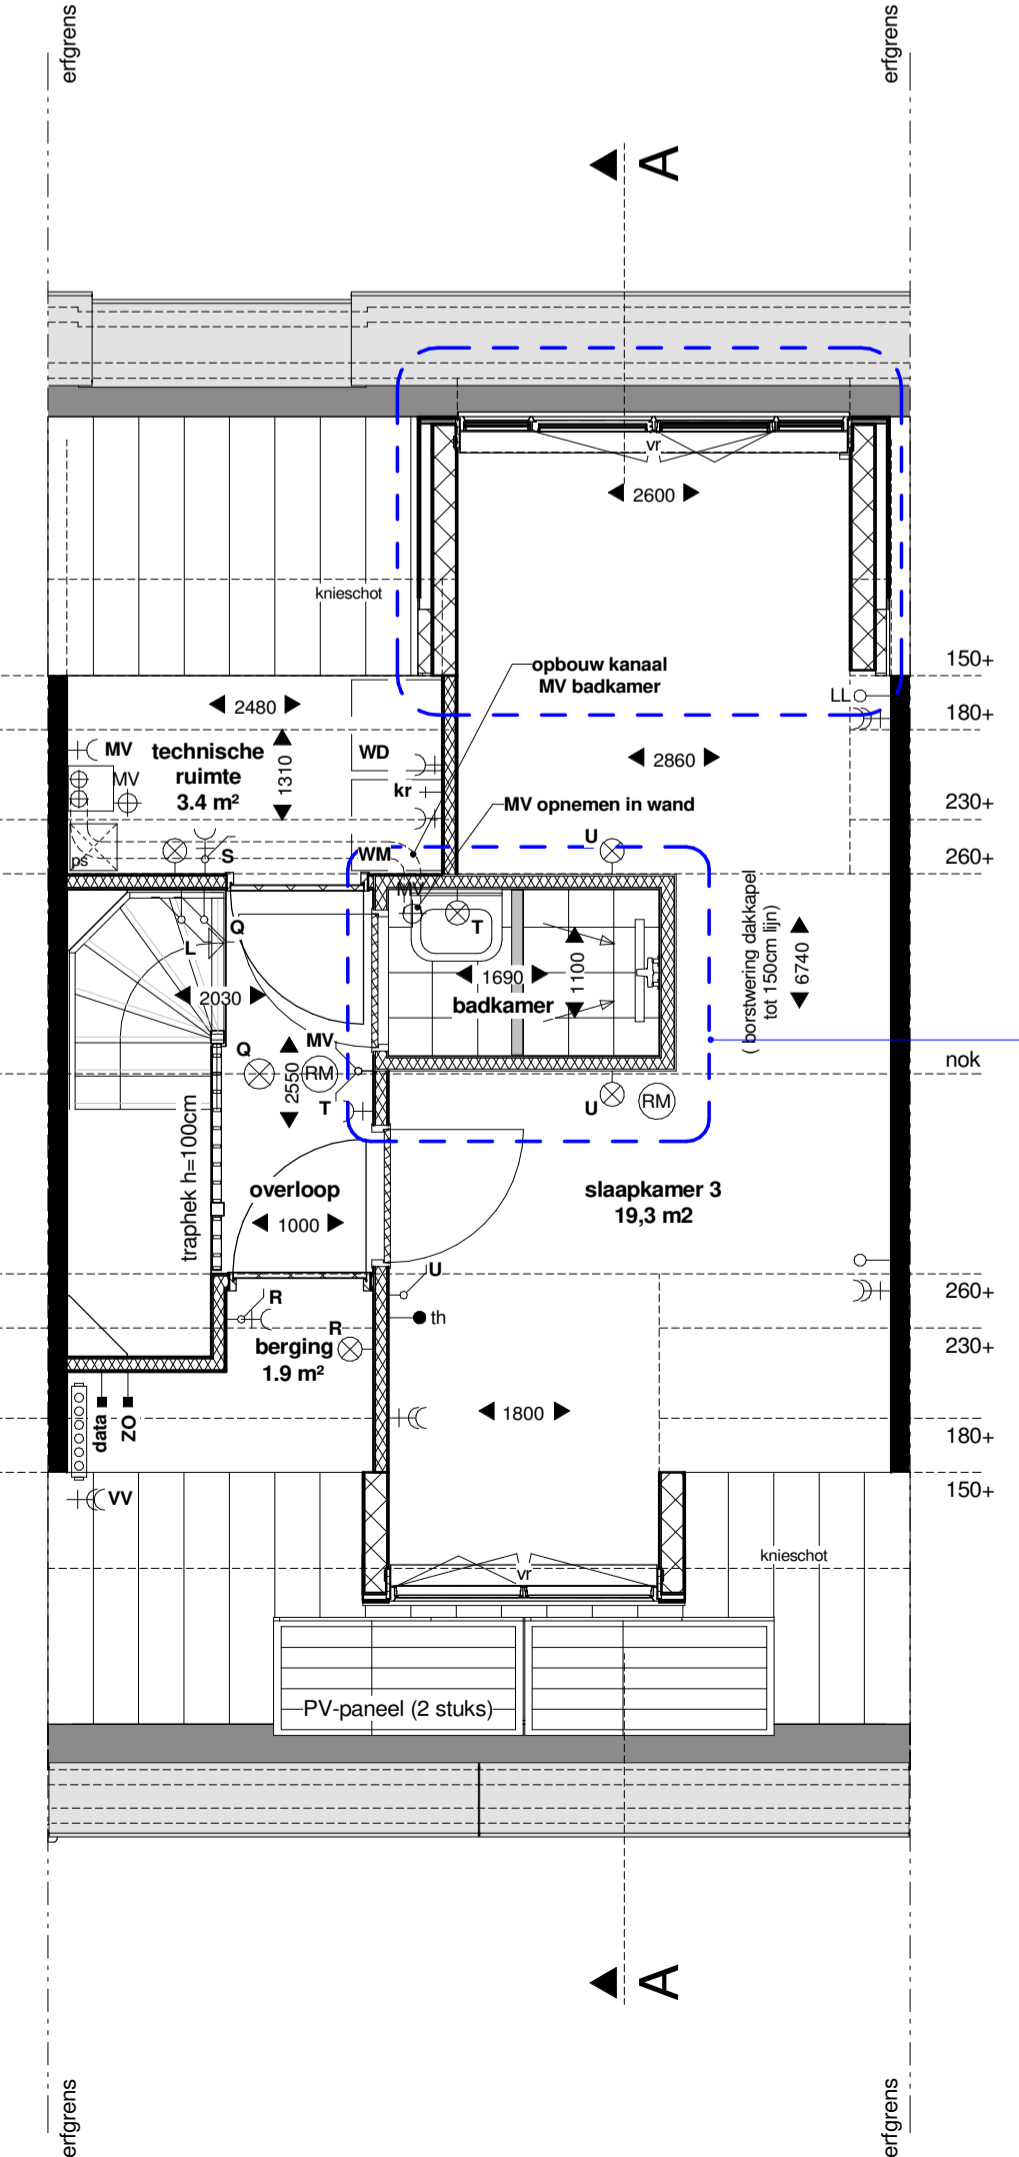 erfgrens
erfgrens
A
vr
2600
knieschot
opbouw kanaal
MV badkamer
150+
LL
180+
2480
MV
technische
ruimte
3.4 m²
MV
1310
WD
kr
2860
MV opnemen in wand
230+
U
260+
ps
S
WM
MV
T
Q
L
2030
1690
1100
badkamer
( borstwering dakkapel
tot 150cm lijn)
6740
Q
MV
RM
2550
T
nok
U
RM
traphek h=100cm
overloop
1000
slaapkamer 3
19,3 m2
U
th
R
R
berging
1.9 m²
260+
230+
1800
data
ZO
180+
VV
150+
knieschot
vr
PV-paneel (2 stuks)
A
erfgrens
erfgrens